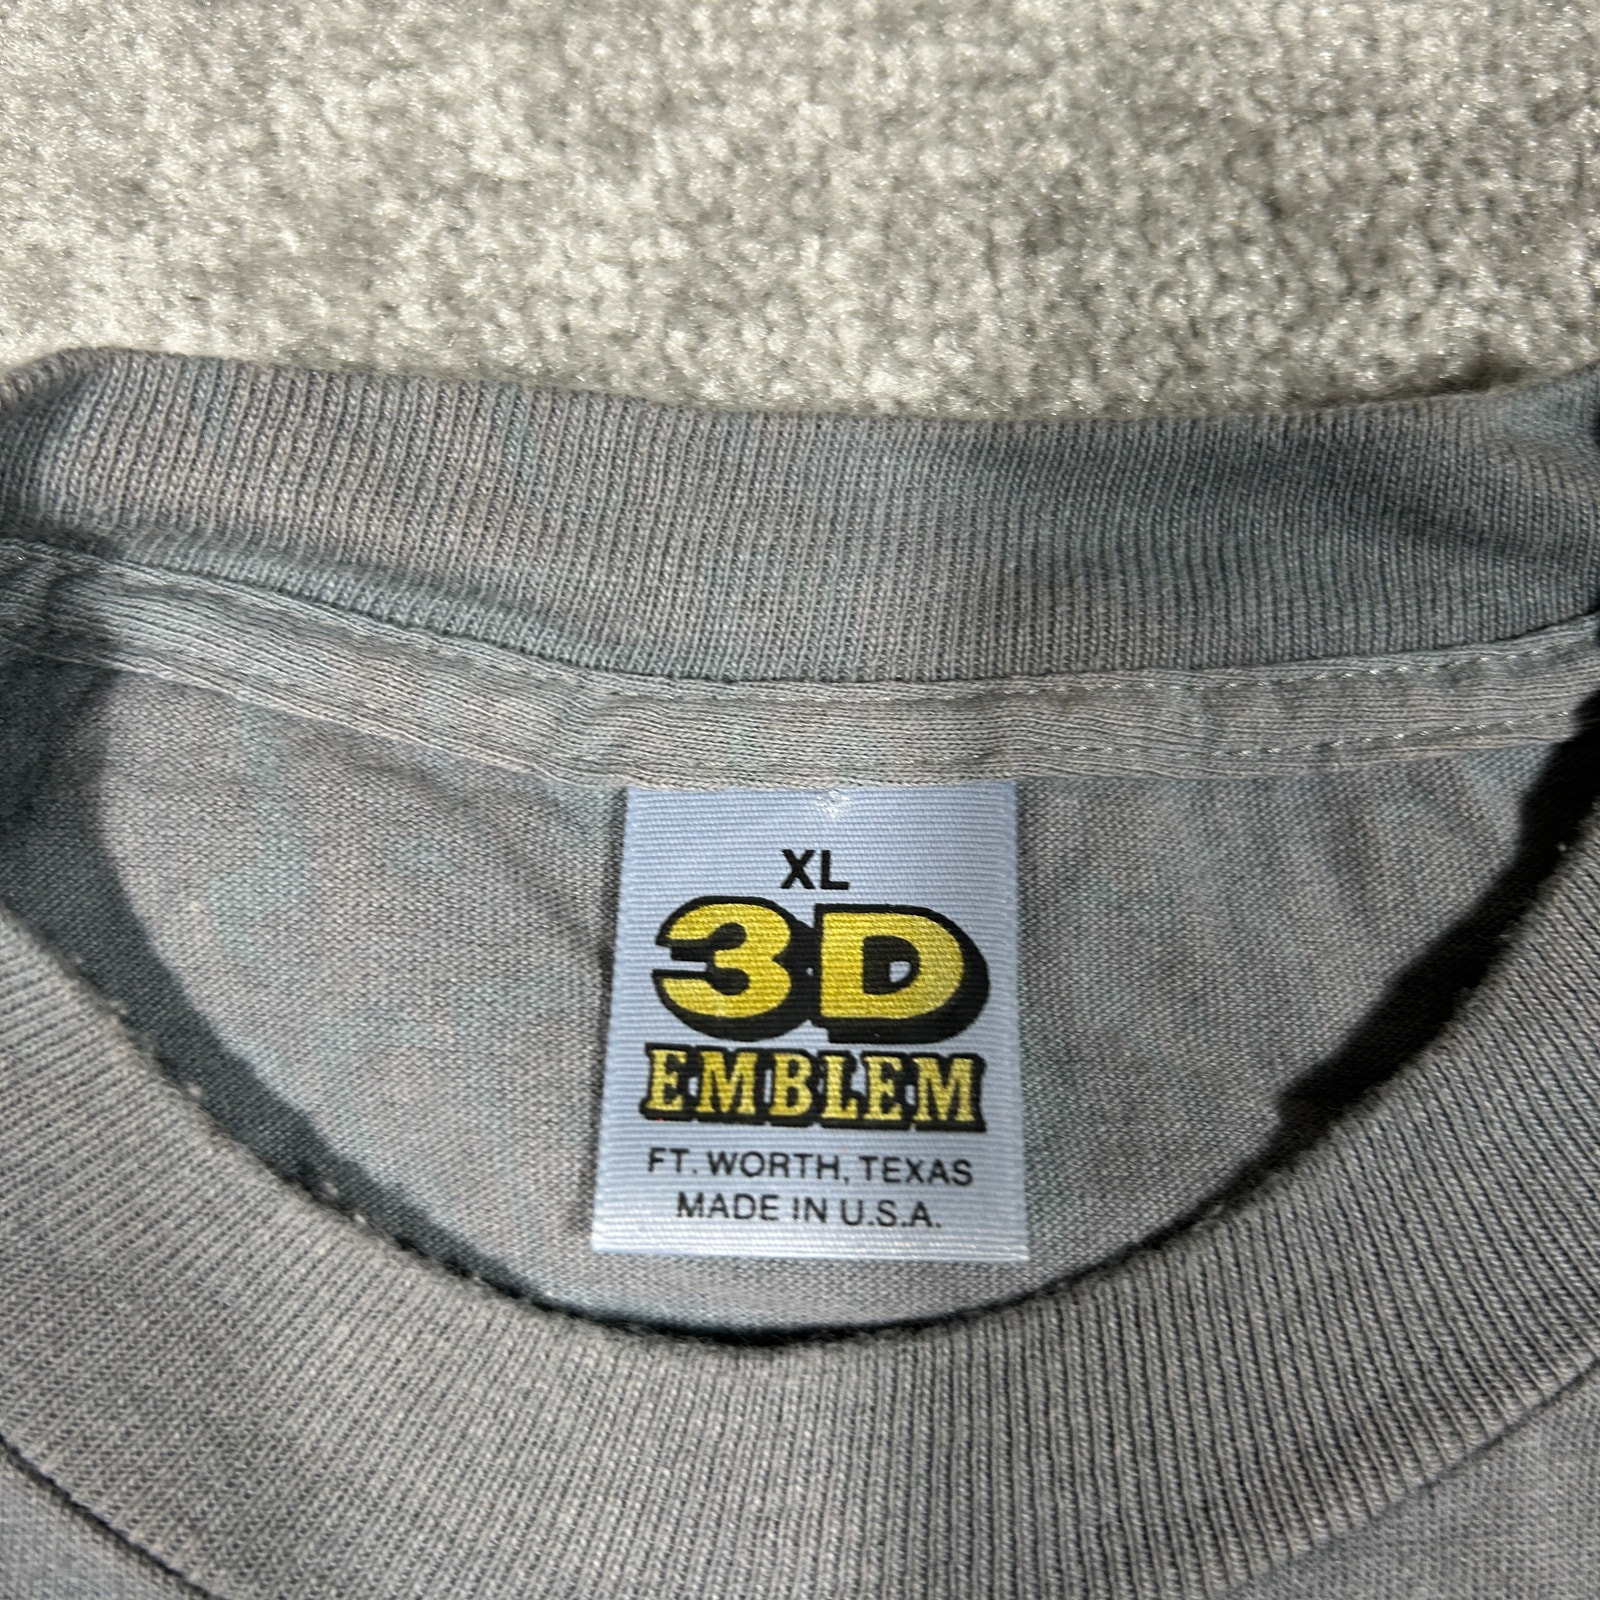 XL
3D
EMBLEM
FT. WORTH, TEXAS
MADE IN U.S.A.